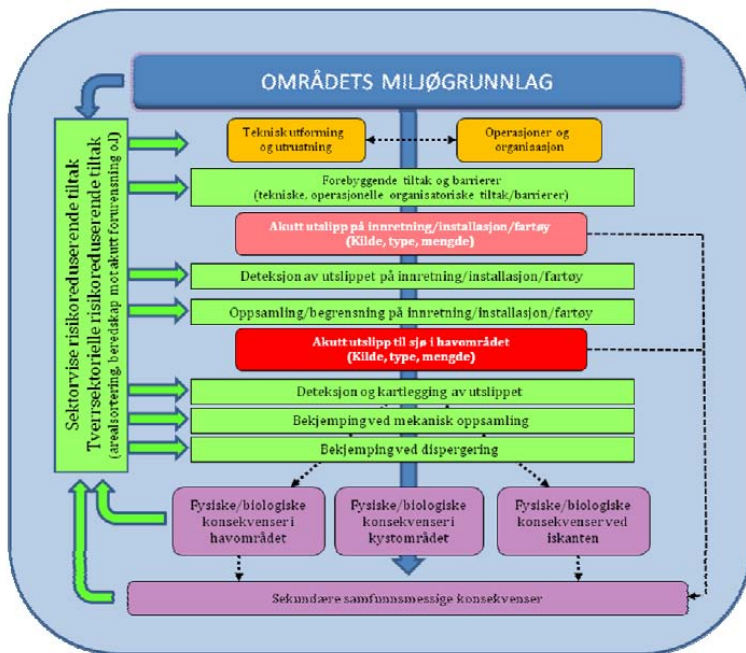 OMRÅDETS MILJØGRUNNLAG
Sektorvise risikoreduserende tiltak
Tverrsektorielle risikoreduserende tiltak
(arealsortering, beredskap mot akutt forurensning o.l)
Teknisk utforming
og utrustning
Operasjoner og
organisasjon
Forebyggende tiltak og barrierer
(tekniske, operasjonelle organisatoriske tiltak/barrierer)
Akutt utslipp på innretning/installasjon/fartøy
(Kilde, type, mengde)
Deteksjon av utslippet på innretning/installasjon/fartøy
Oppsamling/begrensning på innretning/installasjon/fartøy
Akutt utslipp til sjø i havområdet
(Kilde, type, mengde)
Deteksjon og kartlegging av utslippet
Bekjemping ved mekanisk oppsamling
Bekjemping ved dispergering
Fysiske/biologiske
konsekvenser i
havområdet
Fysiske/biologiske
konsekvenser i
kystområdet
Fysiske/biologiske
konsekvenser ved
iskanten
Sekundære samfunnsmessige konsekvenser